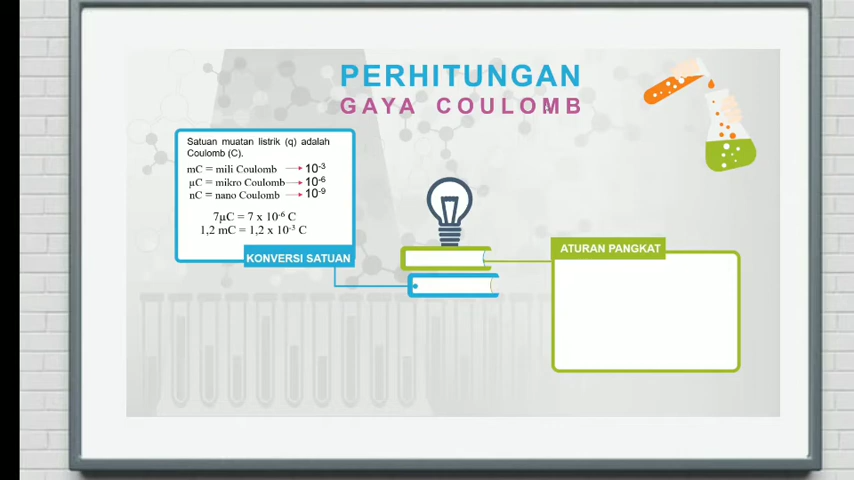 PERHITUNGAN
GAYA COULOMB
Satuan muatan listrik (q) adalah
Coulomb (C).
mC = mili Coulomb → 10⁻³
µC = mikro Coulomb → 10⁻⁶
nC = nano Coulomb → 10⁻⁹
7µC = 7 x 10⁻⁶ C
1,2 mC = 1,2 x 10⁻³ C
KONVERSI SATUAN
ATURAN PANGKAT